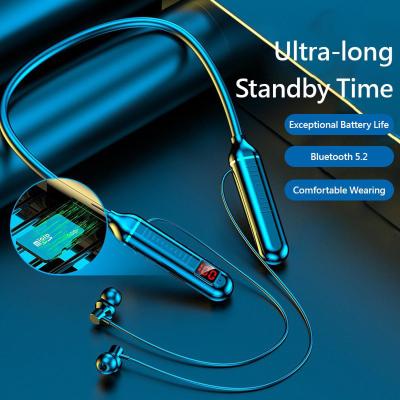 Ultra-long
Standby Time
Exceptional Battery Life
Bluetooth 5.2
Comfortable Wearing